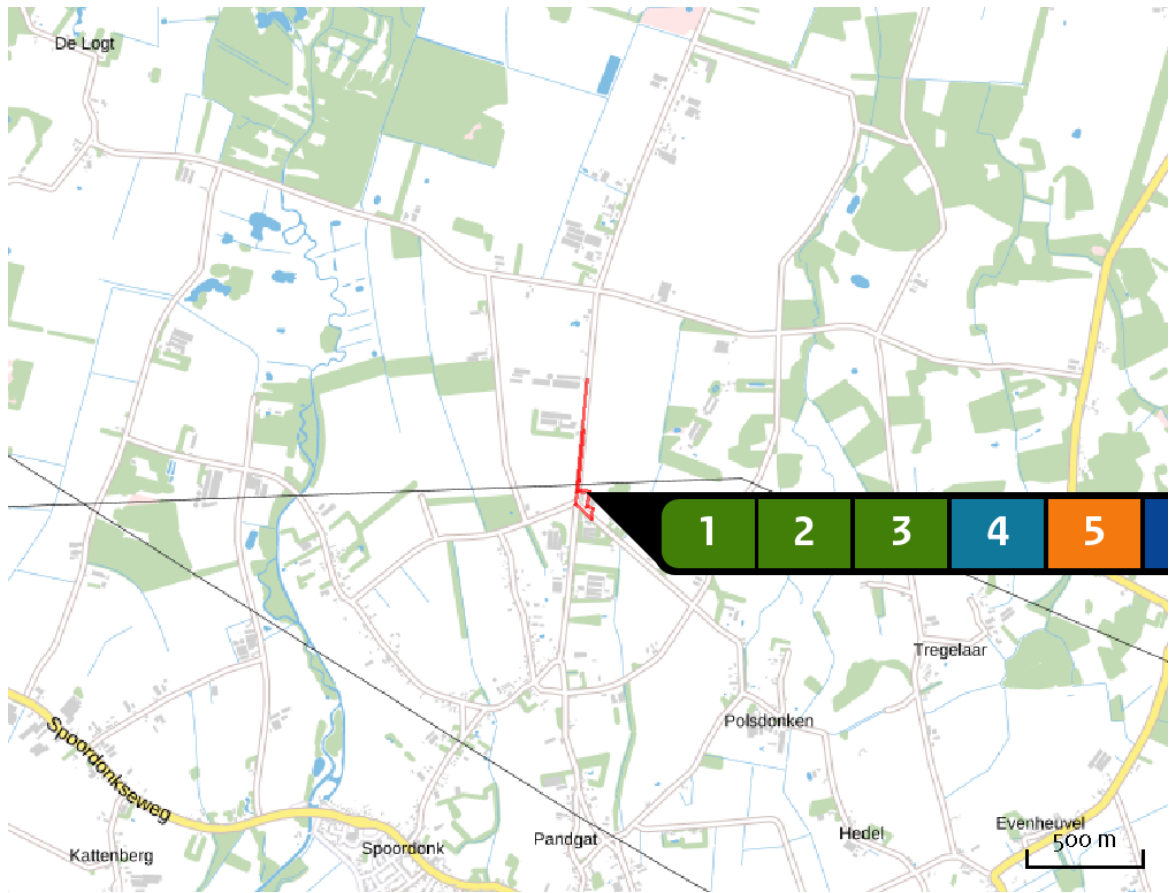 De Logt
1 2 3 4 5
Tregelaar
Polsdonken
Spoordonkseweg
Hedel
Evenheuvel
500 m
Pandgat
Spoordonk
Kattenberg